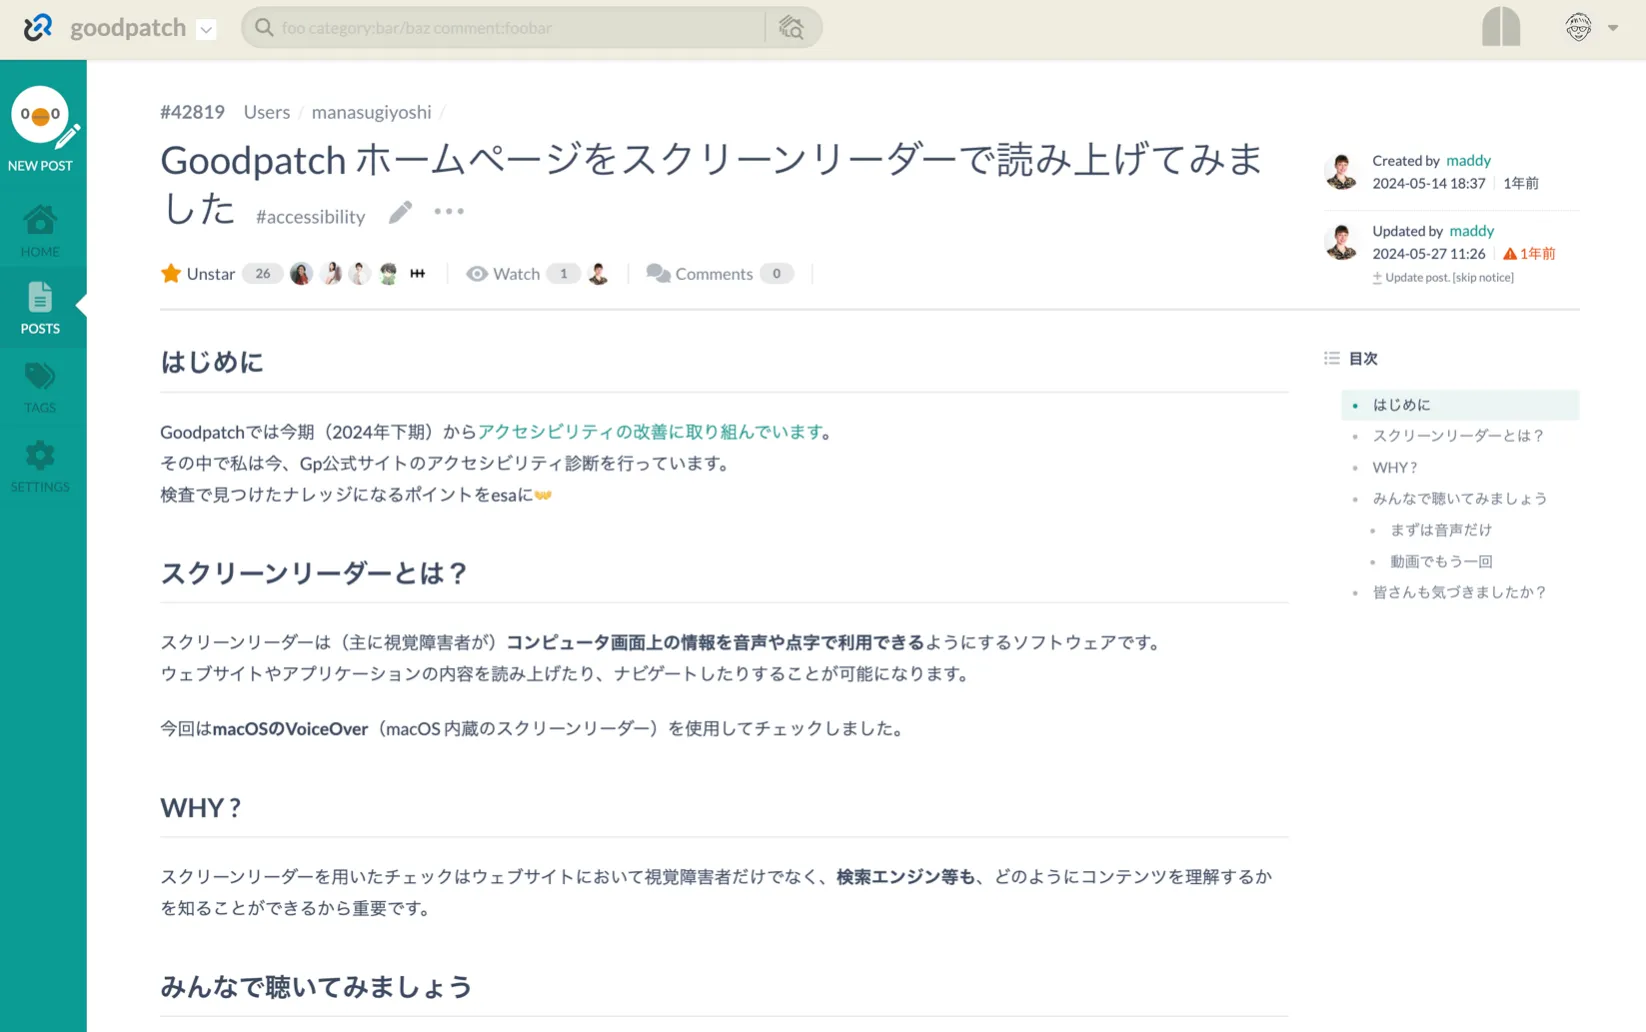 goodpatch
foo category:bar/baz comment:foobar
NEW POST
HOME
POSTS
TAGS
SETTINGS
#42819 Users / manasugiyoshi /
Goodpatch ホームページをスクリーンリーダーで読み上げてみま
した #accessibility
Unstar 26
Watch 1
Comments 0
Created by maddy
2024-05-14 18:37 1年前
Updated by maddy
2024-05-27 11:26 1年前
Update post. [skip notice]
はじめに
Goodpatchでは今期（2024年下期）からアクセシビリティの改善に取り組んでいます。
その中で私は今、Gp公式サイトのアクセシビリティ診断を行っています。
検査で見つけたナレッジになるポイントをesaに👐
スクリーンリーダーとは？
スクリーンリーダーは（主に視覚障害者が）コンピュータ画面上の情報を音声や点字で利用できるようにするソフトウェアです。
ウェブサイトやアプリケーションの内容を読み上げたり、ナビゲートしたりすることが可能になります。
今回はmacOSのVoiceOver（macOS 内蔵のスクリーンリーダー）を使用してチェックしました。
WHY？
スクリーンリーダーを用いたチェックはウェブサイトにおいて視覚障害者だけでなく、検索エンジン等も、どのようにコンテンツを理解するか
を知ることができるから重要です。
みんなで聴いてみましょう
目次
はじめに
スクリーンリーダーとは？
WHY？
みんなで聴いてみましょう
まずは音声だけ
動画でもう一回
皆さんも気づきましたか？